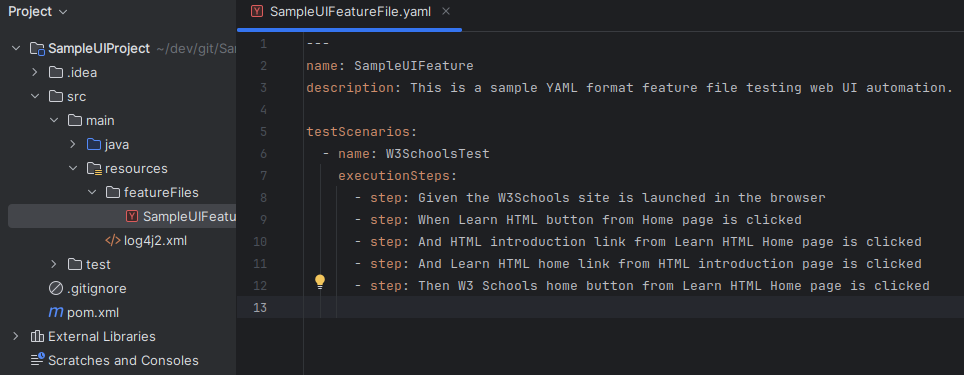 Project
SampleUIFeatureFile.yaml
SampleUIProject ~/dev/git/Sa
.idea
src
main
java
resources
featureFiles
SampleUIFeatu
log4j2.xml
test
.gitignore
pom.xml
External Libraries
Scratches and Consoles
1 ---
2 name: SampleUIFeature
3 description: This is a sample YAML format feature file testing web UI automation.
4
5 testScenarios:
6 - name: W3SchoolsTest
7 executionSteps:
8 - step: Given the W3Schools site is launched in the browser
9 - step: When Learn HTML button from Home page is clicked
10 - step: And HTML introduction link from Learn HTML Home page is clicked
11 - step: And Learn HTML home link from HTML introduction page is clicked
12 - step: Then W3 Schools home button from Learn HTML Home page is clicked
13